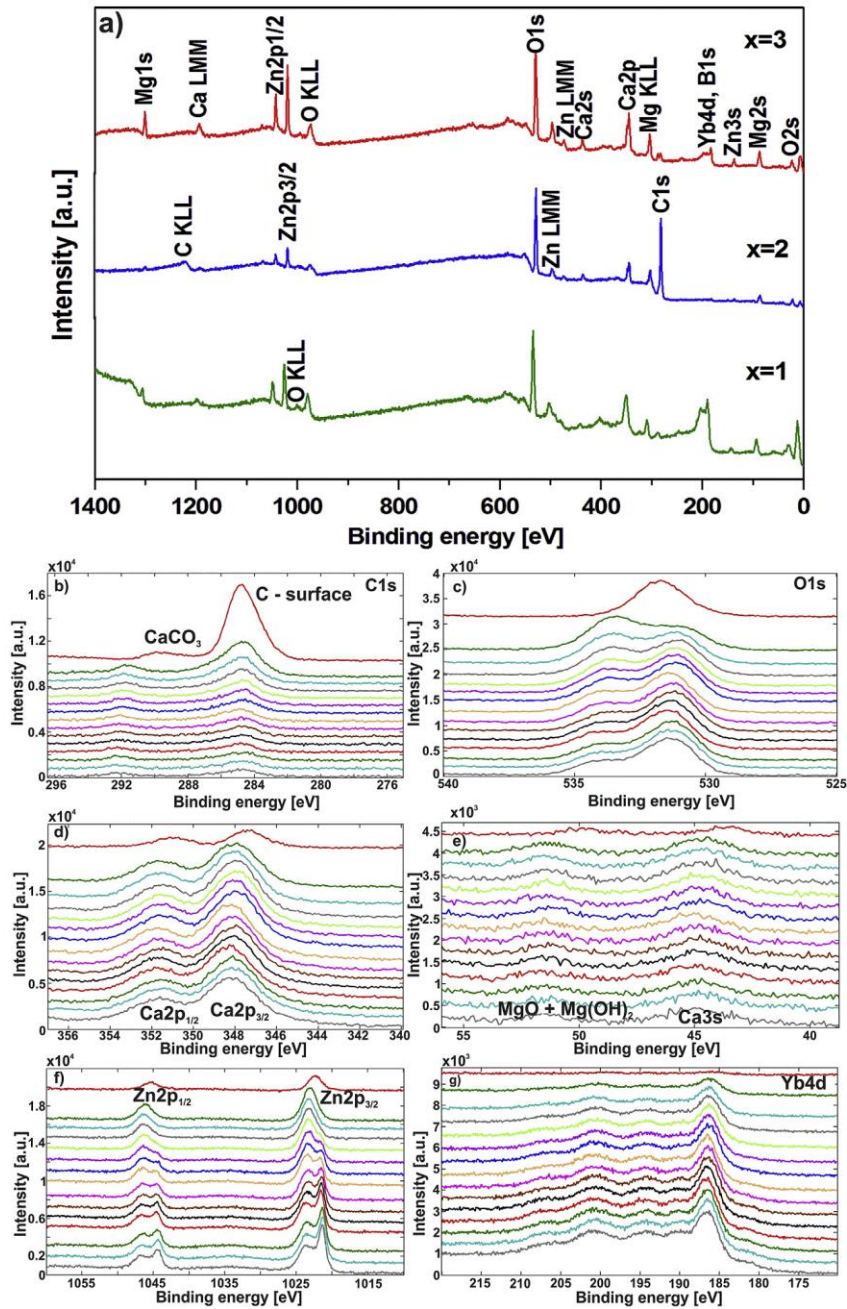 a)
Mg1s
Ca LMM
Zn2p1/2
O KLL
O1s
Zn LMM
Ca2s
Ca2p
Mg KLL
Yb4d, B1s
Zn3s
Mg2s
O2s
x=3
C KLL
Zn2p3/2
Zn LMM
C1s
x=2
O KLL
x=1
Intensity [a.u.]
1400 1200 1000 800 600 400 200 0
Binding energy [eV]
b)
x10⁴
C1s
C - surface
CaCO₃
Intensity [a.u.]
1.6
1.2
0.8
0.4
0
296 292 288 284 280 276
Binding energy [eV]
c)
x10⁴
O1s
Intensity [a.u.]
3.5
3
2.5
2
1.5
1
0.5
0
540 535 530 525
Binding energy [eV]
d)
x10⁴
Intensity [a.u.]
2
1.5
1
0.5
0
Ca2p₁/₂ Ca2p₃/₂
356 354 352 350 348 346 344 342 340
Binding energy [eV]
e)
x10³
Intensity [a.u.]
4.5
4
3.5
3
2.5
2
1.5
1
0.5
0
MgO + Mg(OH)₂ Ca3s
55 50 45 40
Binding energy [eV]
f)
x10⁴
Zn2p₁/₂ Zn2p₃/₂
Intensity [a.u.]
1.8
1.4
1.0
0.6
0.2
0
1055 1045 1035 1025 1015
Binding energy [eV]
g)
x10³
Yb4d
Intensity [a.u.]
9
8
7
6
5
4
3
2
1
0
215 210 205 200 195 190 185 180 175
Binding energy [eV]